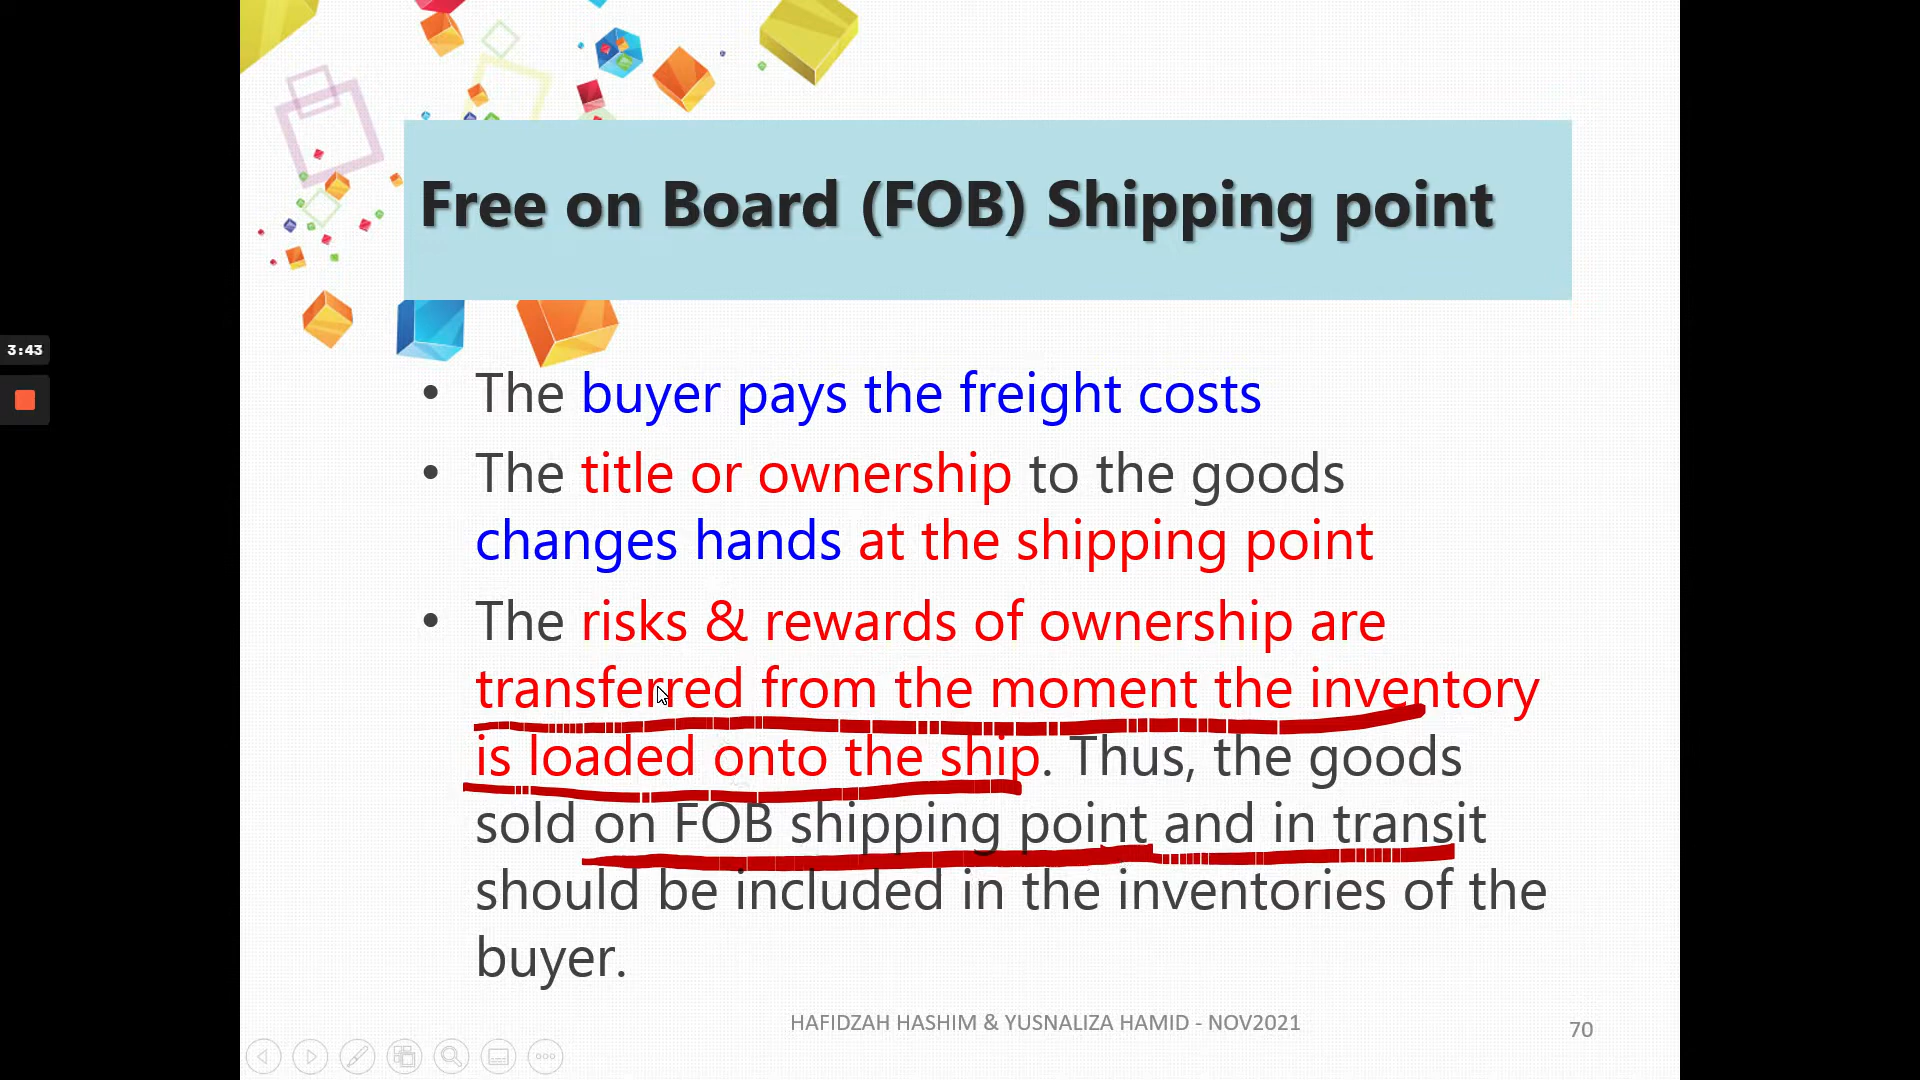 Free on Board (FOB) Shipping point
3:43
• The buyer pays the freight costs
• The title or ownership to the goods
changes hands at the shipping point
• The risks & rewards of ownership are
transferred from the moment the inventory
is loaded onto the ship. Thus, the goods
sold on FOB shipping point and in transit
should be included in the inventories of the
buyer.
HAFIDZAH HASHIM & YUSNALIZA HAMID - NOV2021
70